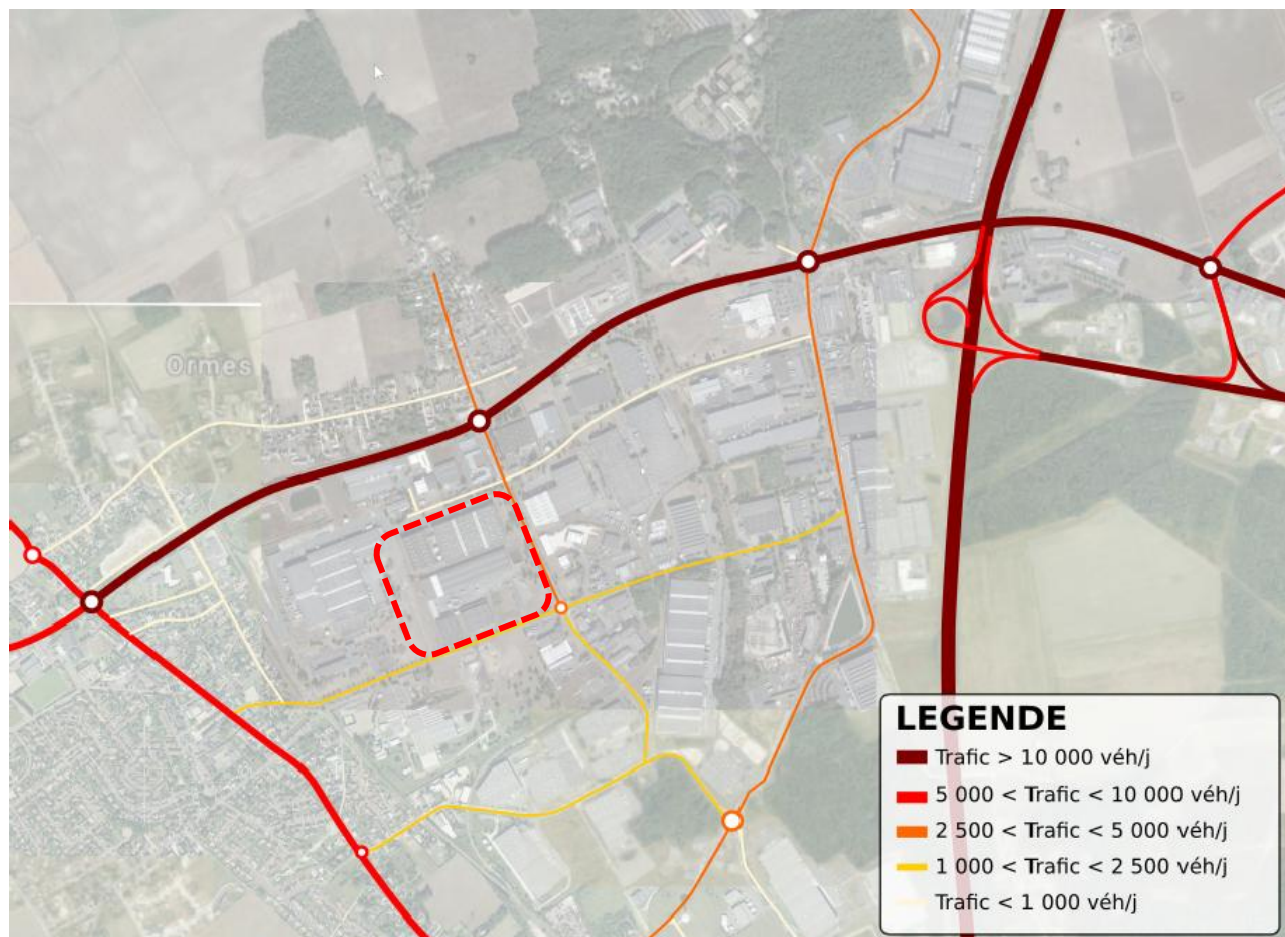 Ormes
LEGENDE
Trafic > 10 000 véh/j
5 000 < Trafic < 10 000 véh/j
2 500 < Trafic < 5 000 véh/j
1 000 < Trafic < 2 500 véh/j
Trafic < 1 000 véh/j